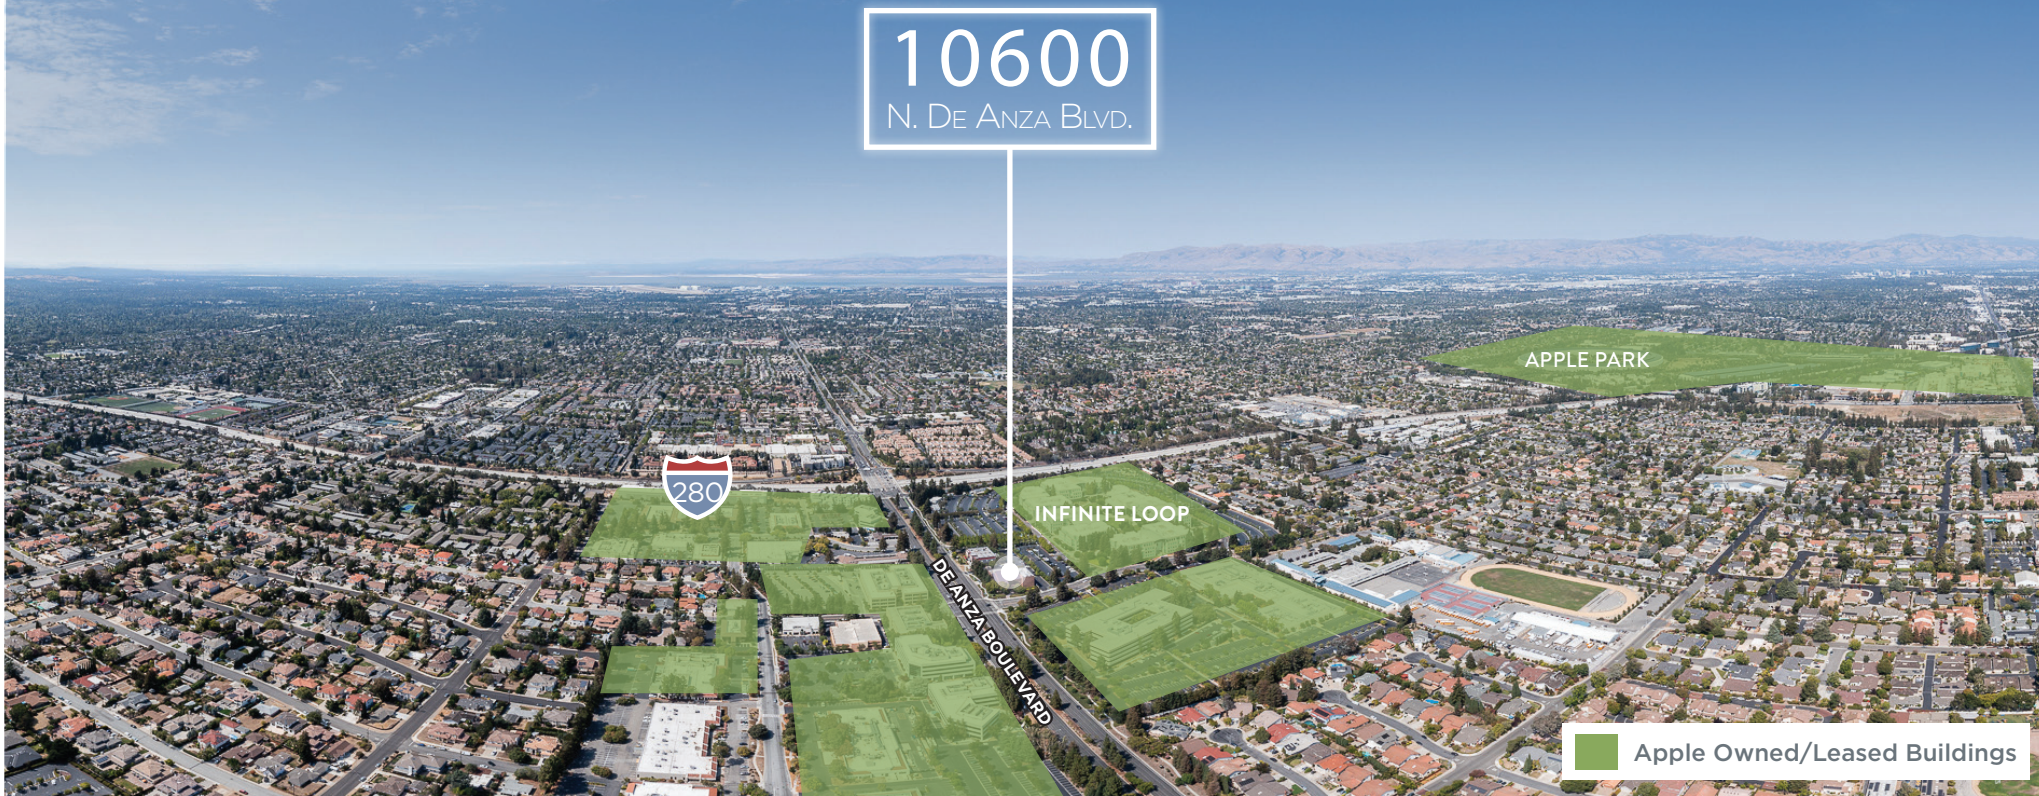 10600
N. De Anza Blvd.
APPLE PARK
280
INFINITE LOOP
DE ANZA BOULEVARD
Apple Owned/Leased Buildings